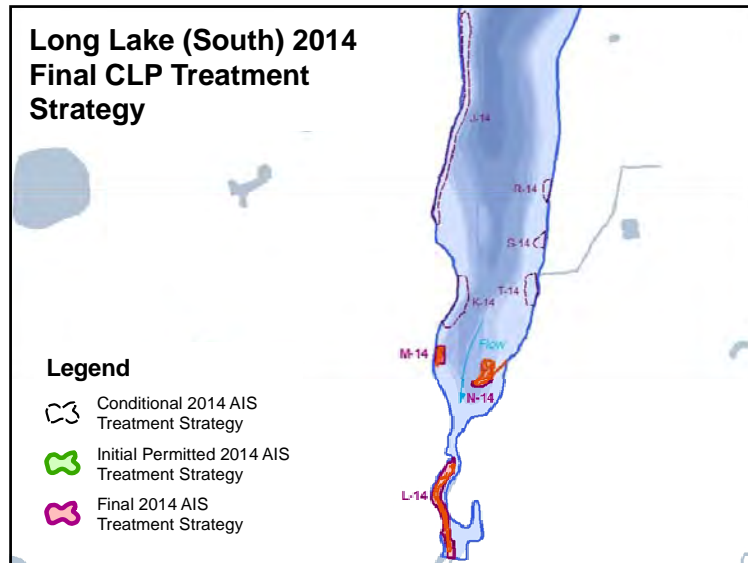 Long Lake (South) 2014
Final CLP Treatment
Strategy
J-14
R-14
S-14
T-14
K-14
Flow
M-14
N-14
L-14
Legend
Conditional 2014 AIS
Treatment Strategy
Initial Permitted 2014 AIS
Treatment Strategy
Final 2014 AIS
Treatment Strategy